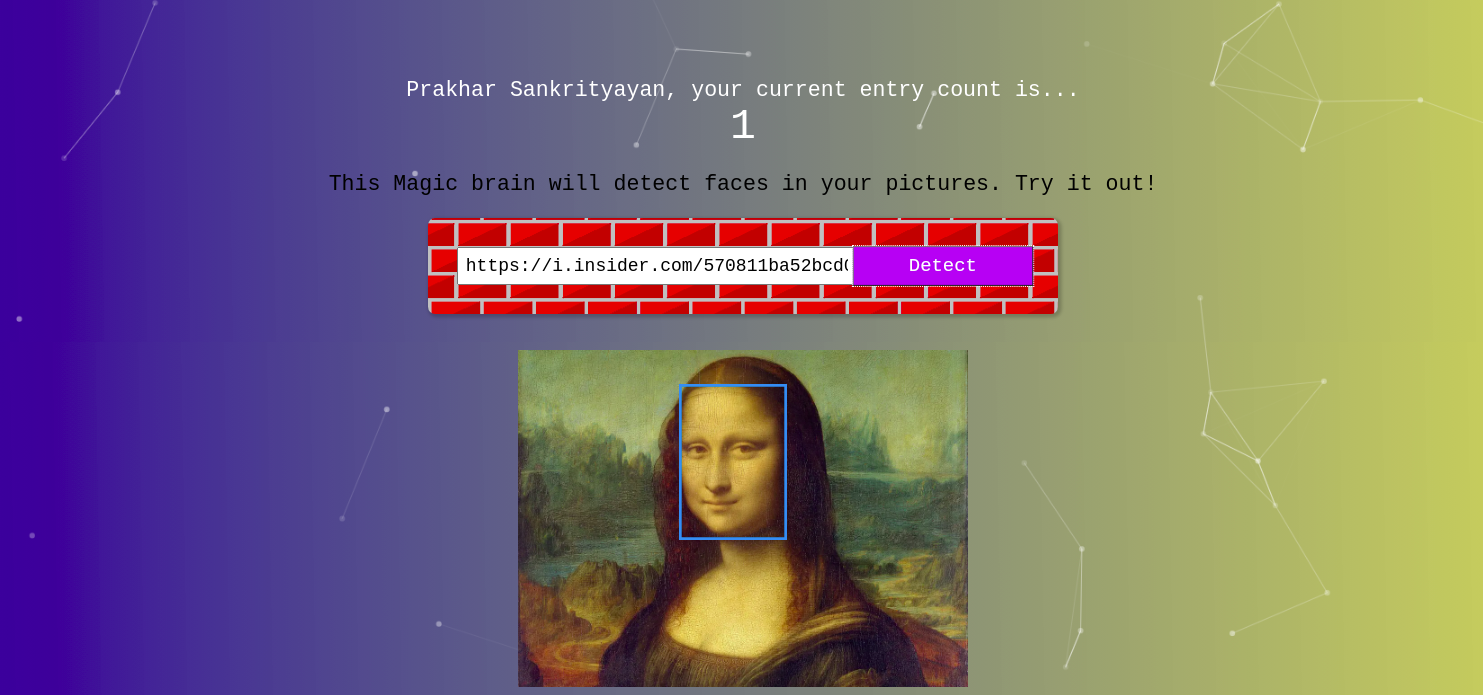 Prakhar Sankrityayan, your current entry count is...
1
This Magic brain will detect faces in your pictures. Try it out!
https://i.insider.com/570811ba52bcd0 Detect